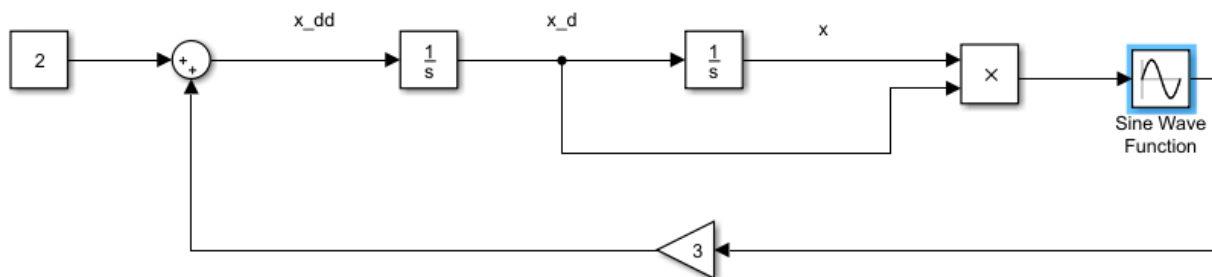 x_dd
x_d
x
2
+
+
1
s
1
s
×
Sine Wave
Function
3